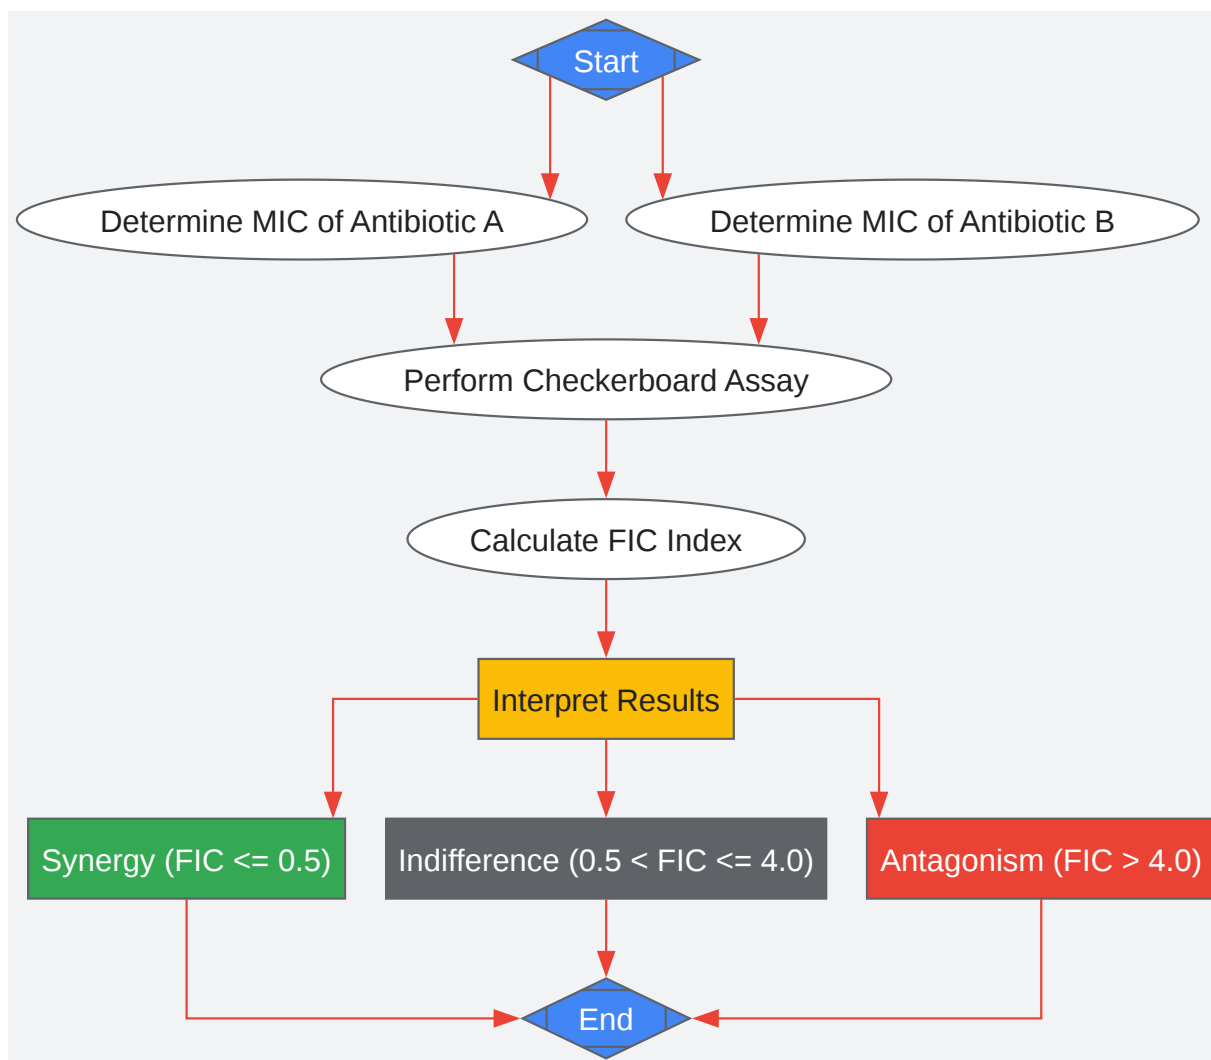 Start
Determine MIC of Antibiotic A
Determine MIC of Antibiotic B
Perform Checkerboard Assay
Calculate FIC Index
Interpret Results
Synergy (FIC <= 0.5)
Indifference (0.5 < FIC <= 4.0)
Antagonism (FIC > 4.0)
End